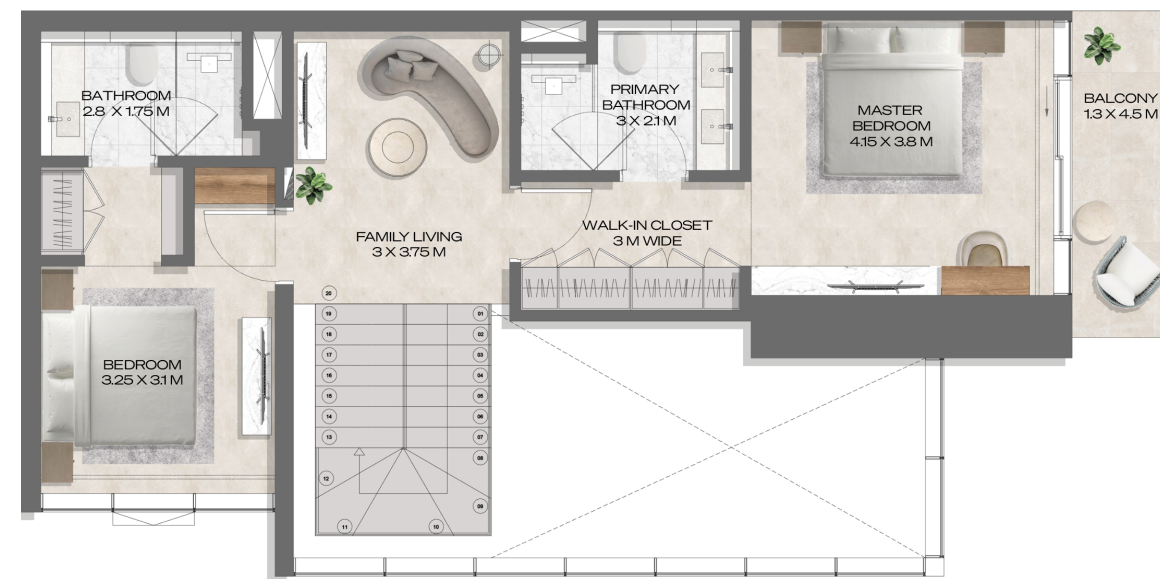 BATHROOM
2.8 X 1.75 M
PRIMARY
BATHROOM
3 X 2.1 M
MASTER
BEDROOM
4.15 X 3.8 M
BALCONY
1.3 X 4.5 M
FAMILY LIVING
3 X 3.75 M
WALK-IN CLOSET
3 M WIDE
BEDROOM
3.25 X 3.1 M
20
19
18
17
16
15
14
13
12
11
10
09
08
07
06
05
04
03
02
01